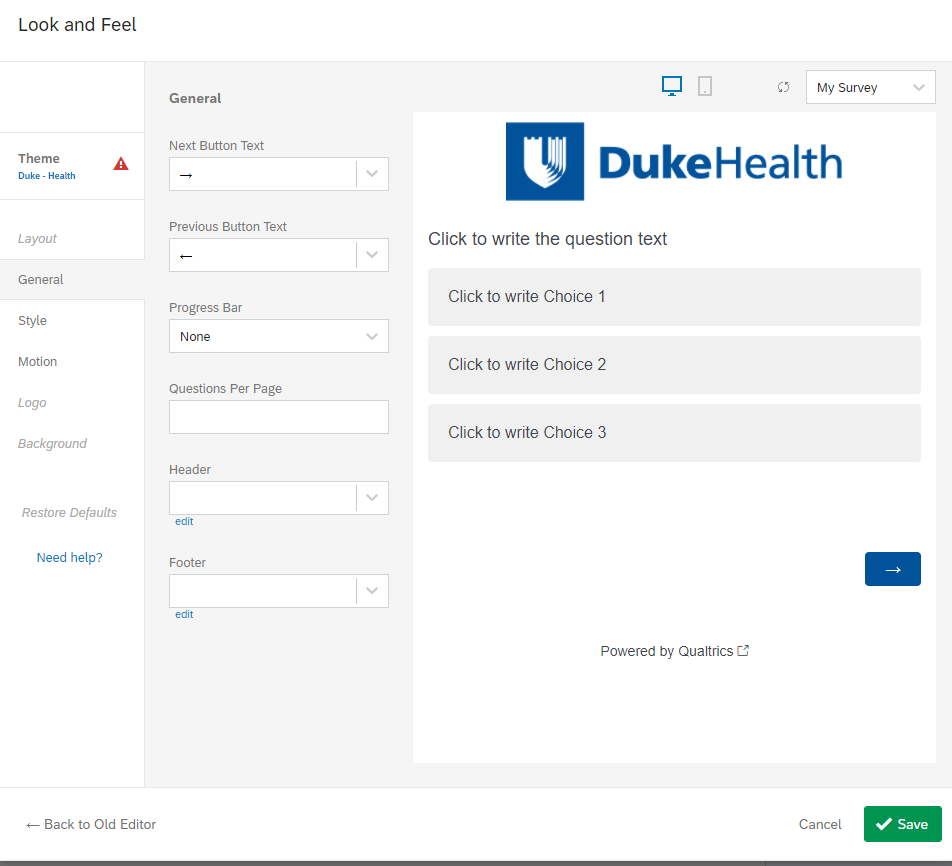 Look and Feel
Theme
Duke - Health
Layout
General
Style
Motion
Logo
Background
Restore Defaults
Need help?
General
Next Button Text
→
Previous Button Text
←
Progress Bar
None
Questions Per Page
Header
edit
Footer
edit
My Survey
DukeHealth
Click to write the question text
Click to write Choice 1
Click to write Choice 2
Click to write Choice 3
→
Powered by Qualtrics
← Back to Old Editor
Cancel
Save